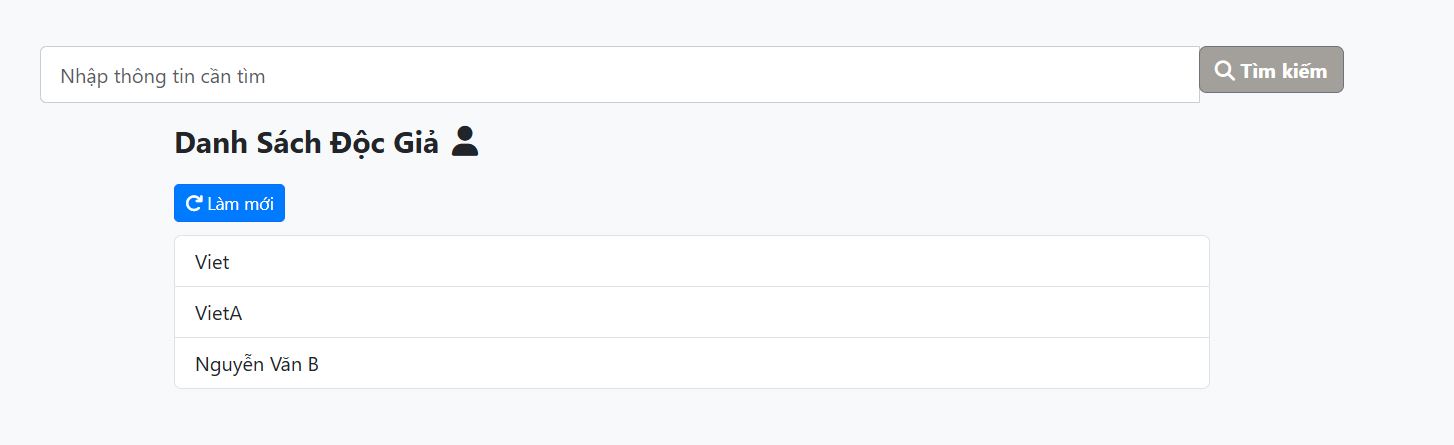 Nhập thông tin cần tìm
Tìm kiếm
Danh Sách Độc Giả
Làm mới
Viet
VietA
Nguyễn Văn B